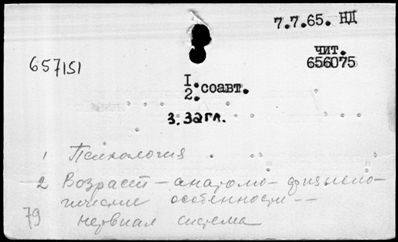 7.7.65. НД
чит.
656075
657151
I.
2. соавт.
3. Загл.
1 Психология
2 Возраст - анатомо-физиоло-
гические особенности --
79 нервная система